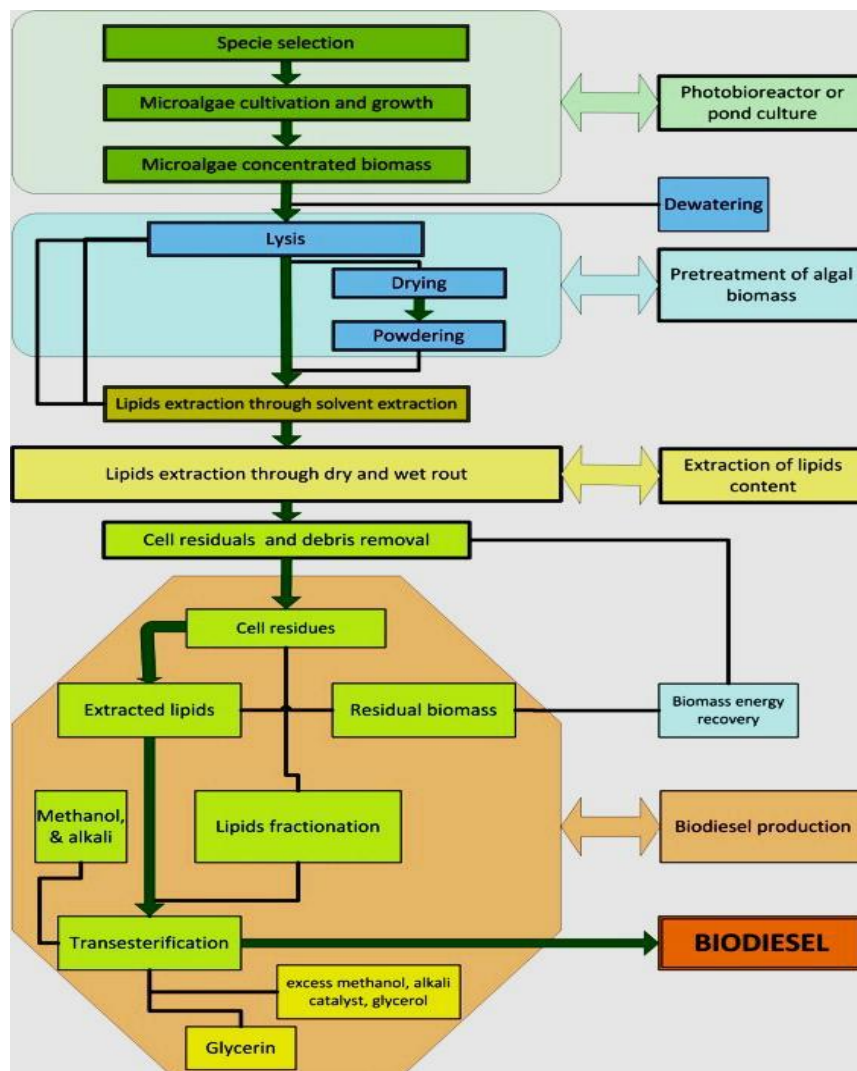 Specie selection
Microalgae cultivation and growth
Photobioreactor or
pond culture
Microalgae concentrated biomass
Dewatering
Lysis
Drying
Pretreatment of algal
biomass
Powdering
Lipids extraction through solvent extraction
Lipids extraction through dry and wet rout
Extraction of lipids
content
Cell residuals and debris removal
Cell residues
Extracted lipids
Residual biomass
Biomass energy
recovery
Methanol,
& alkali
Lipids fractionation
Biodiesel production
Transesterification
BIODIESEL
excess methanol, alkali
catalyst, glycerol
Glycerin